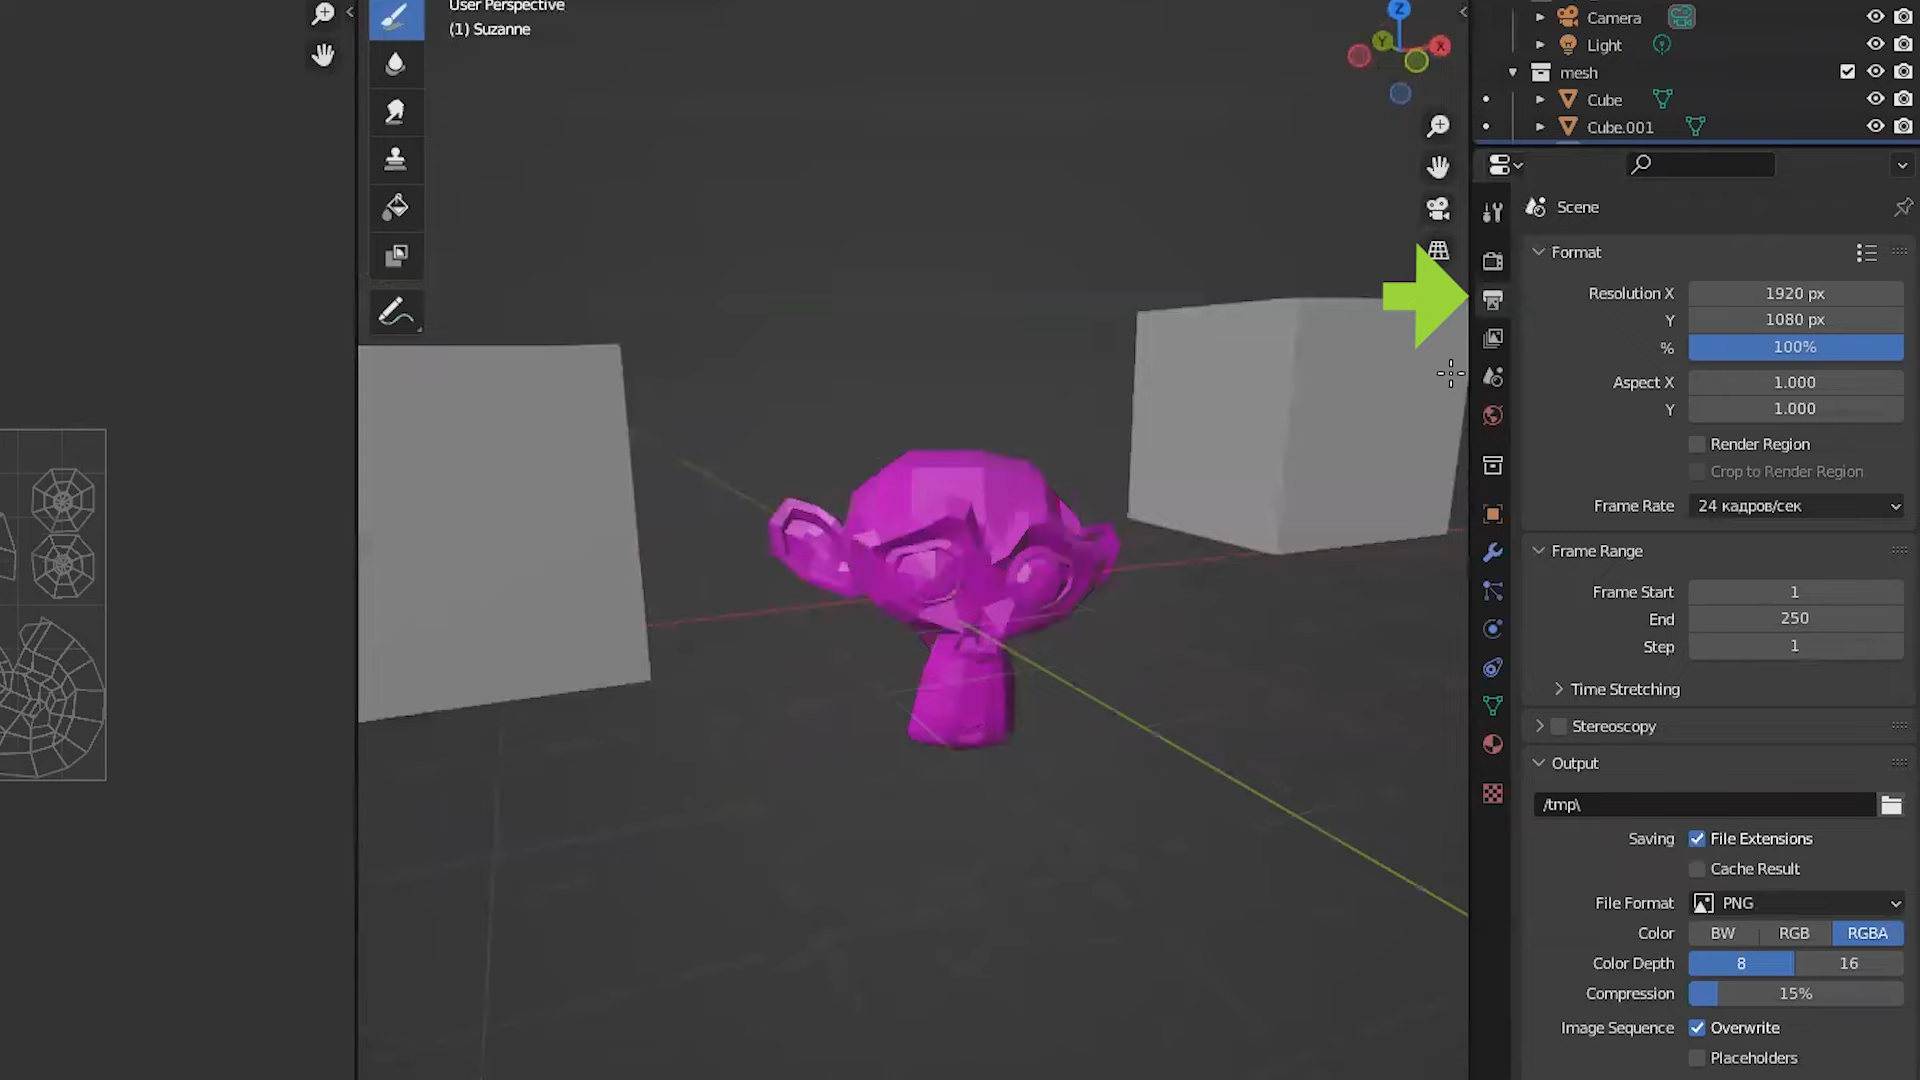 User Perspective
(1) Suzanne
Z
Y
X
Camera
Light
mesh
Cube
Cube.001
Scene
Format
Resolution X 1920 px
Y 1080 px
% 100%
Aspect X 1.000
Y 1.000
Render Region
Crop to Render Region
Frame Rate 24 кадров/сек
Frame Range
Frame Start 1
End 250
Step 1
Time Stretching
Stereoscopy
Output
/tmp\
Saving File Extensions
Cache Result
File Format PNG
Color BW RGB RGBA
Color Depth 8 16
Compression 15%
Image Sequence Overwrite
Placeholders